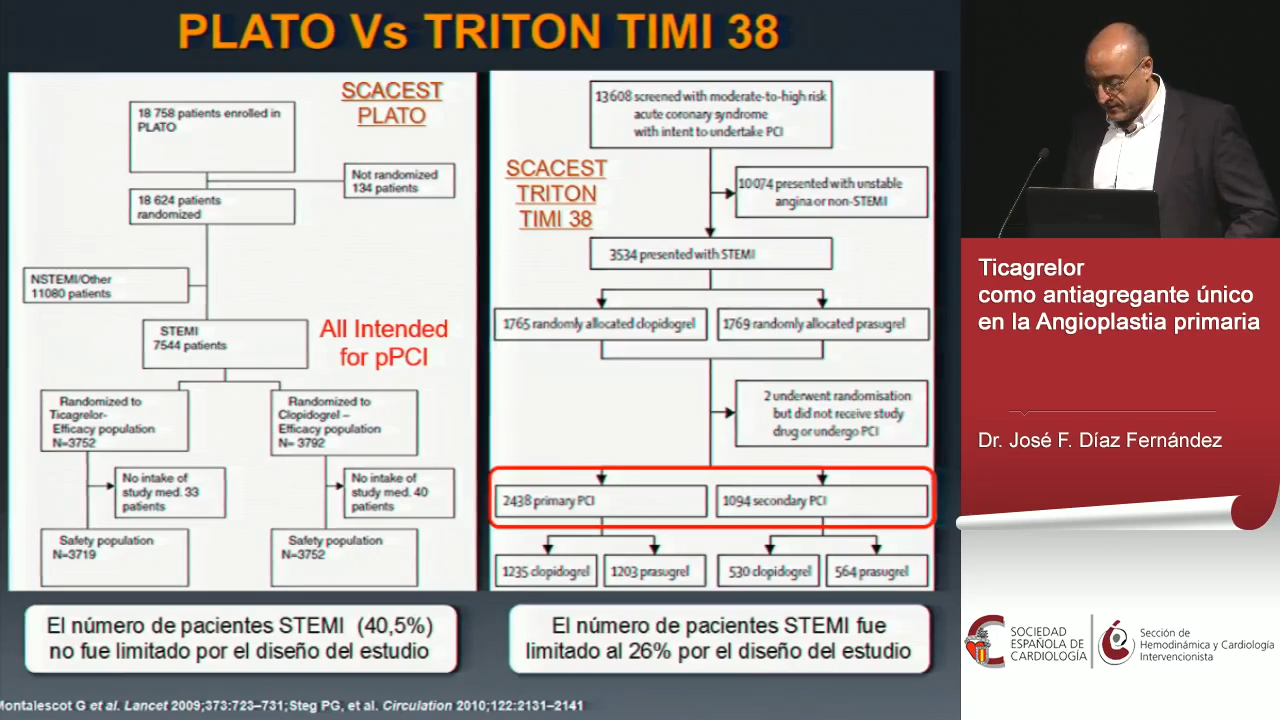 PLATO Vs TRITON TIMI 38
SCACEST
PLATO
18 758 patients enrolled in
PLATO
Not randomized
134 patients
18 624 patients
randomized
NSTEMI/Other
11080 patients
STEMI
7544 patients
All Intended
for pPCI
Randomized to
Ticagrelor-
Efficacy population
N=3752
Randomized to
Clopidogrel –
Efficacy population
N= 3792
No intake of
study med. 33
patients
No intake of
study med. 40
patients
Safety population
N=3719
Safety population
N=3752
El número de pacientes STEMI (40,5%)
no fue limitado por el diseño del estudio
13608 screened with moderate-to-high risk
acute coronary syndrome
with intent to undertake PCI
SCACEST
TRITON
TIMI 38
10074 presented with unstable
angina or non-STEMI
3534 presented with STEMI
1765 randomly allocated clopidogrel
1769 randomly allocated prasugrel
2 underwent randomisation
but did not receive study
drug or undergo PCI
2438 primary PCI
1094 secondary PCI
1235 clopidogrel
1203 prasugrel
530 clopidogrel
564 prasugrel
El número de pacientes STEMI fue
limitado al 26% por el diseño del estudio
Montalescot G et al. Lancet 2009;373:723–731;Steg PG, et al. Circulation 2010;122:2131–2141
Ticagrelor
como antiagregante único
en la Angioplastia primaria
Dr. José F. Díaz Fernández
SOCIEDAD
ESPAÑOLA DE
CARDIOLOGÍA
Sección de
Hemodinámica y Cardiología
Intervencionista